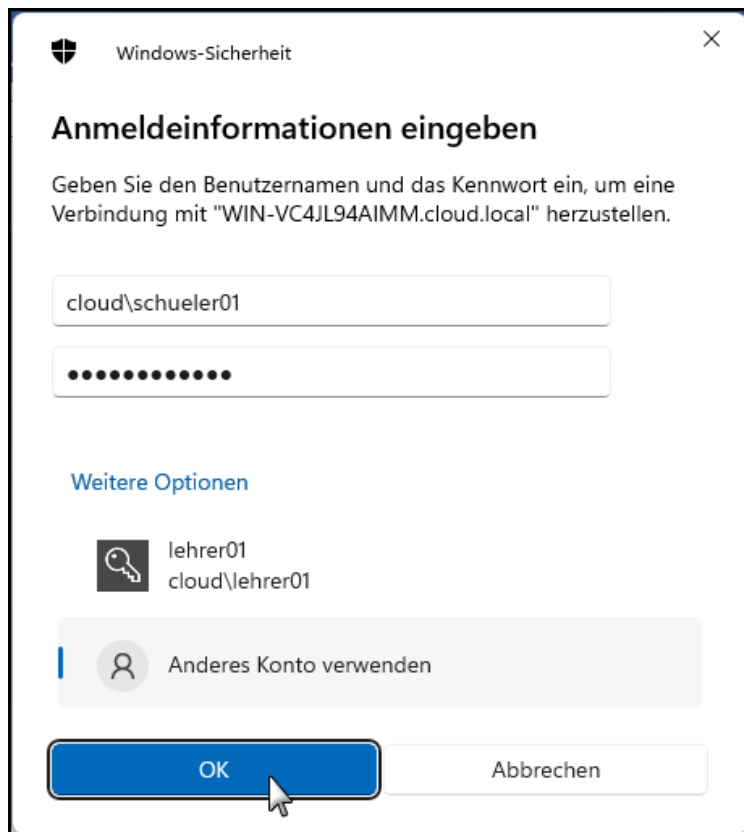 Windows-Sicherheit
Anmeldeinformationen eingeben
Geben Sie den Benutzernamen und das Kennwort ein, um eine
Verbindung mit "WIN-VC4JL94AIMM.cloud.local" herzustellen.
cloud\schueler01
●●●●●●●●●●●●
Weitere Optionen
lehrer01
cloud\lehrer01
Anderes Konto verwenden
OK
Abbrechen